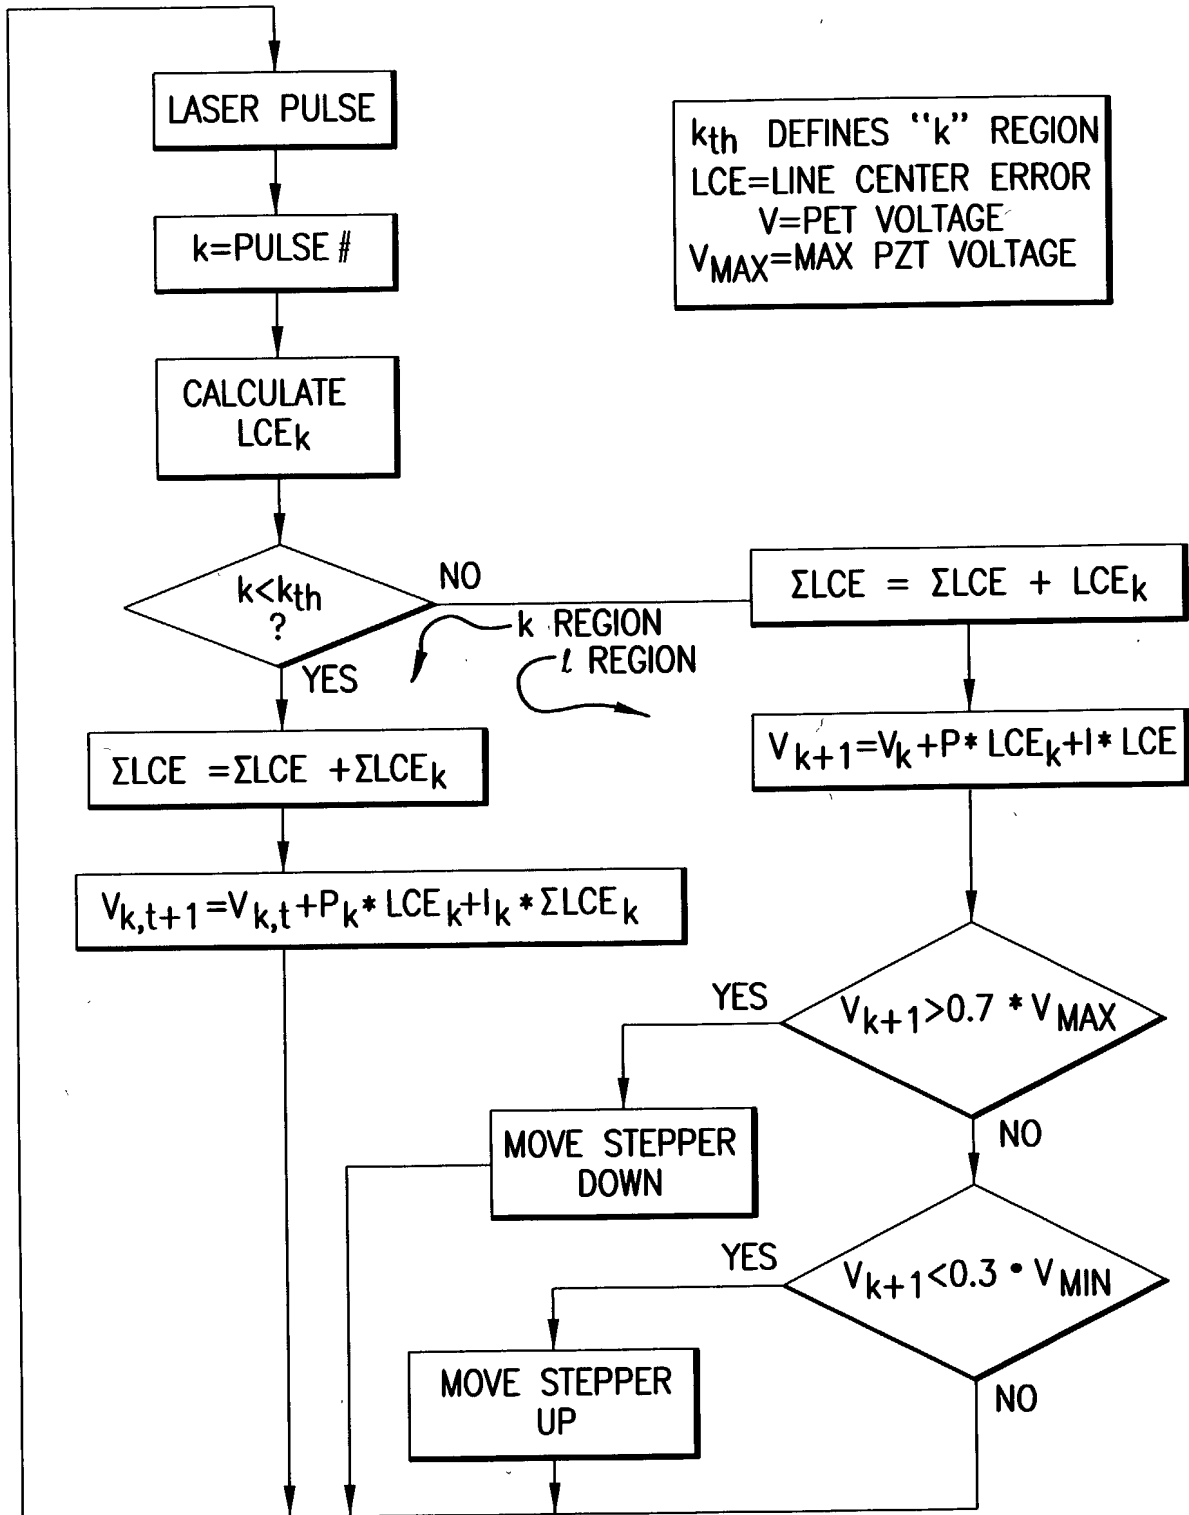 LASER PULSE
k=PULSE #
CALCULATE
LCEk
kth DEFINES "k" REGION
LCE=LINE CENTER ERROR
V=PET VOLTAGE
VMAX=MAX PZT VOLTAGE
k<kth
?
NO
YES
k REGION
ℓ REGION
ΣLCE =ΣLCE +ΣLCEk
Vk,t+1=Vk,t+Pk* LCEk+Ik* ΣLCEk
ΣLCE = ΣLCE + LCEk
Vk+1=Vk+P* LCEk+I* LCE
Vk+1>0.7 * VMAX
YES
NO
MOVE STEPPER
DOWN
Vk+1<0.3 • VMIN
YES
NO
MOVE STEPPER
UP